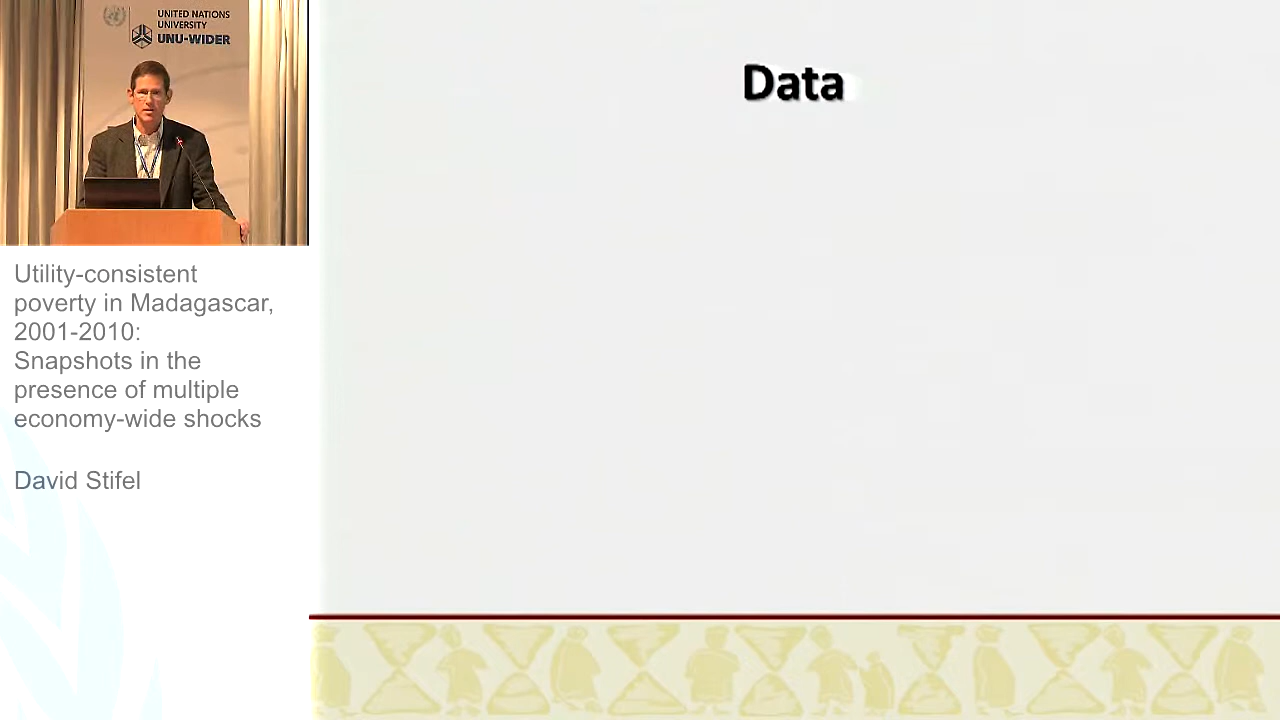 UNITED NATIONS
UNIVERSITY
UNU-WIDER
Data
Utility-consistent
poverty in Madagascar,
2001-2010:
Snapshots in the
presence of multiple
economy-wide shocks
David Stifel